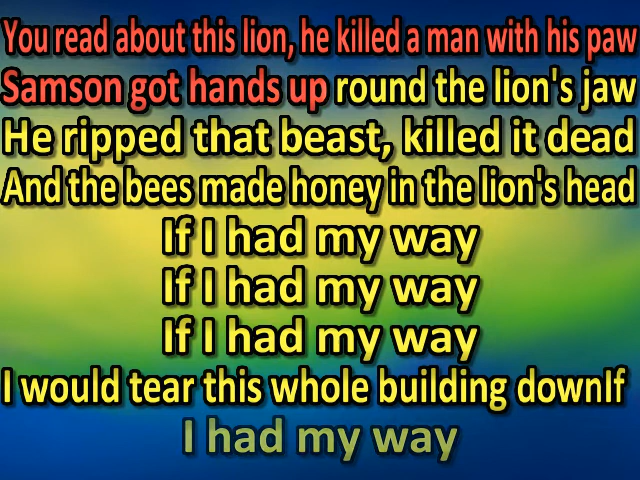 You read about this lion, he killed a man with his paw
Samson got hands up round the lion's jaw
He ripped that beast, killed it dead
And the bees made honey in the lion's head
If I had my way
If I had my way
If I had my way
I would tear this whole building downIf
I had my way